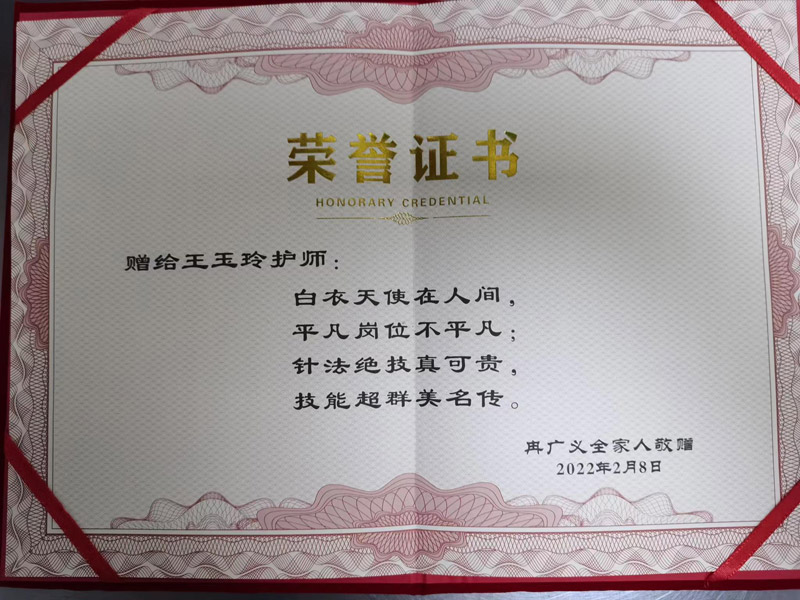 荣誉证书
HONORARY CREDENTIAL
赠给王玉玲护师：
白衣天使在人间，
平凡岗位不平凡；
针法绝技真可贵，
技能超群美名传。
冉广义全家人敬赠
2022年2月8日